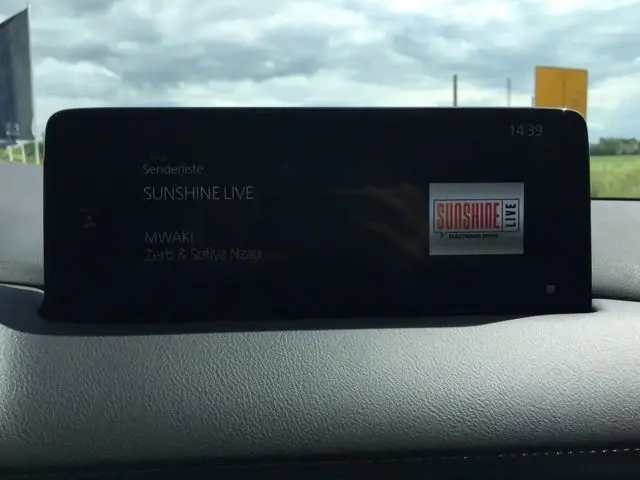 14:39
Senderliste
SUNSHINE LIVE
MWAKI
Zerb & Sofiya Nzau
SUNSHINE
LIVE